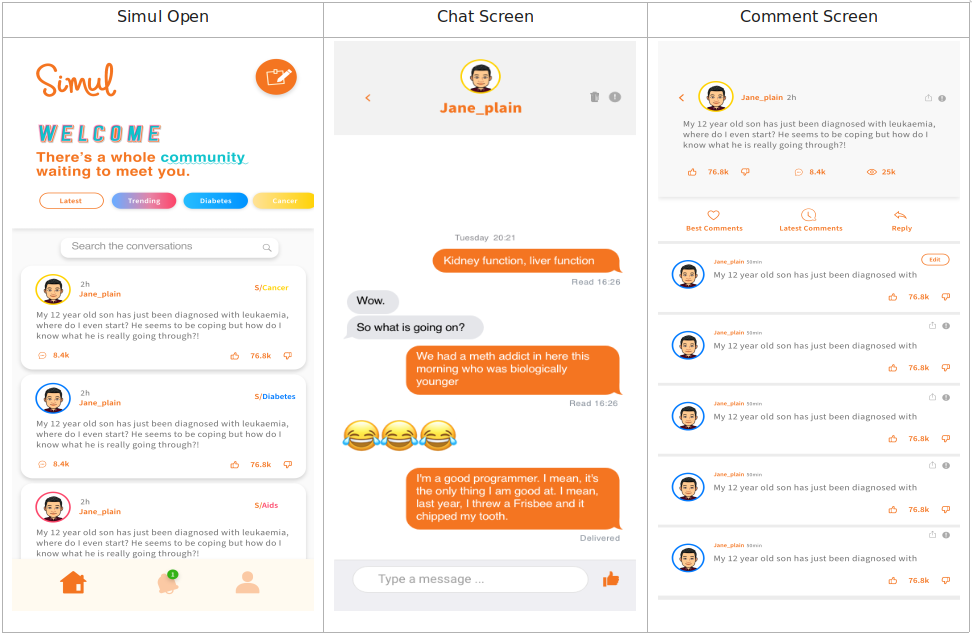 Simul Open
Simul
WELCOME
There's a whole community
waiting to meet you.
Latest
Trending
Diabetes
Cancer
Search the conversations
2h
Jane_plain
S/Cancer
My 12 year old son has just been diagnosed with leukaemia,
where do I even start? He seems to be coping but how do I
know what he is really going through?!
8.4k
76.8k
2h
Jane_plain
S/Diabetes
My 12 year old son has just been diagnosed with leukaemia,
where do I even start? He seems to be coping but how do I
know what he is really going through?!
8.4k
76.8k
2h
Jane_plain
S/Aids
My 12 year old son has just been diagnosed with leukaemia,
where do I even start? He seems to be coping but how do I
know what he is really going through?!
1
Chat Screen
Jane_plain
Tuesday 20:21
Kidney function, liver function
Read 16:26
Wow.
So what is going on?
We had a meth addict in here this
morning who was biologically
younger
Read 16:26
I'm a good programmer. I mean, it's
the only thing I am good at. I mean,
last year, I threw a Frisbee and it
chipped my tooth.
Delivered
Type a message ...
Comment Screen
Jane_plain 2h
My 12 year old son has just been diagnosed with leukaemia,
where do I even start? He seems to be coping but how do I
know what he is really going through?!
76.8k
8.4k
25k
Best Comments
Latest Comments
Reply
Jane_plain 50min
Edit
My 12 year old son has just been diagnosed with
76.8k
Jane_plain 50min
My 12 year old son has just been diagnosed with
76.8k
Jane_plain 50min
My 12 year old son has just been diagnosed with
76.8k
Jane_plain 50min
My 12 year old son has just been diagnosed with
76.8k
Jane_plain 50min
My 12 year old son has just been diagnosed with
76.8k